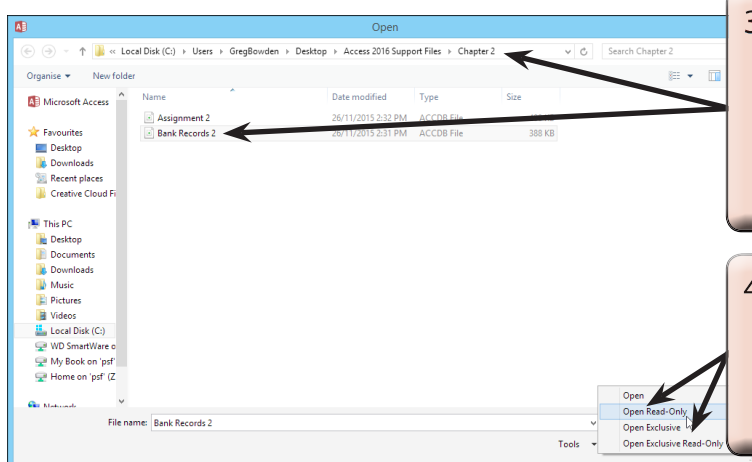 Open
3
« Local Disk (C:) ▸ Users ▸ GregBowden ▸ Desktop ▸ Access 2016 Support Files ▸ Chapter 2
Search Chapter 2
Organise
New folder
Microsoft Access
Name
Date modified
Type
Size
Assignment 2
26/11/2015 2:32 PM
ACCDB File
Favourites
Bank Records 2
26/11/2015 2:31 PM
ACCDB File
388 KB
Desktop
Downloads
Recent places
Creative Cloud Fi
This PC
Desktop
Documents
Downloads
Music
Pictures
Videos
Local Disk (C:)
WD SmartWare o
My Book on 'psf'
Home on 'psf' (Z
Network
4
Open
Open Read-Only
Open Exclusive
Open Exclusive Read-Only
File name:
Bank Records 2
Tools